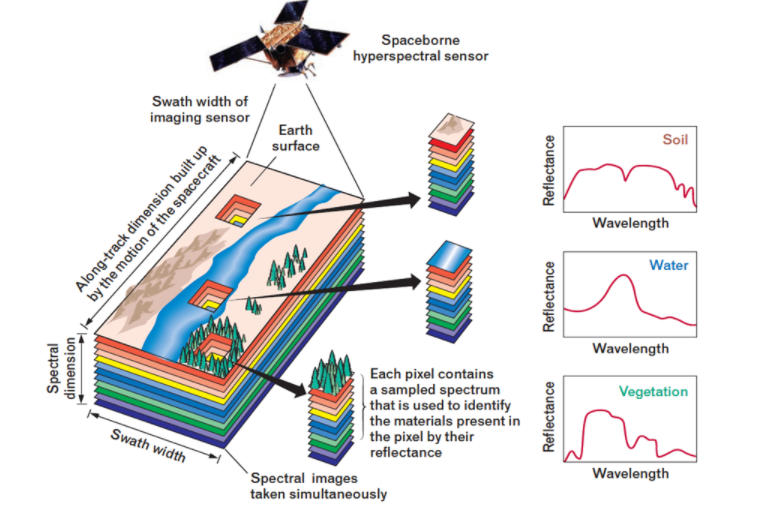 Spaceborne
hyperspectral sensor
Swath width of
imaging sensor
Earth
surface
Along-track dimension built up
by the motion of the spacecraft
Spectral
dimension
Swath width
Spectral images
taken simultaneously
Each pixel contains
a sampled spectrum
that is used to identify
the materials present in
the pixel by their
reflectance
Soil
Reflectance
Wavelength
Water
Reflectance
Wavelength
Vegetation
Reflectance
Wavelength